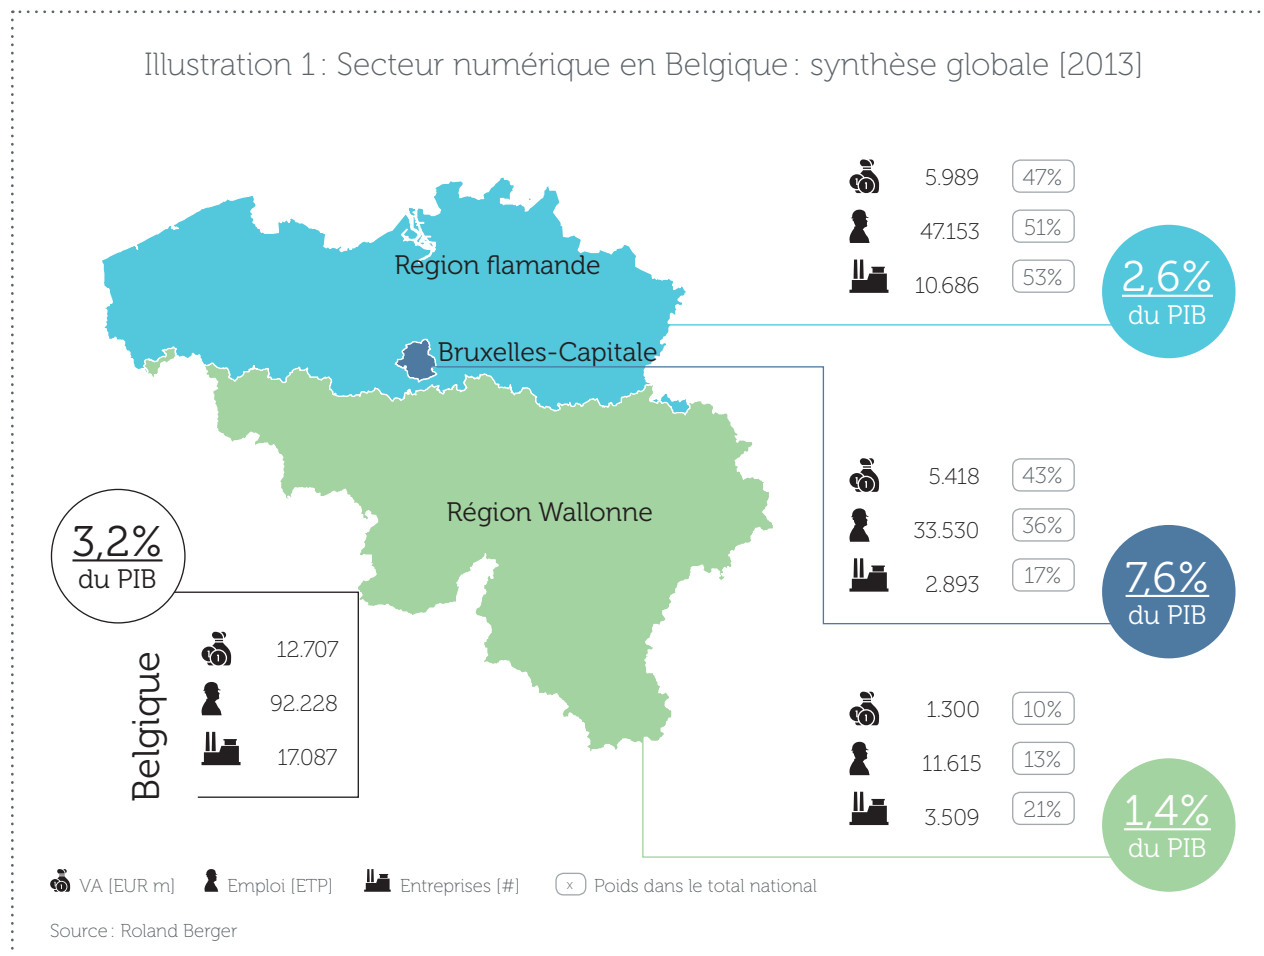 Illustration 1 : Secteur numérique en Belgique : synthèse globale [2013]
5.989 47%
47.153 51%
10.686 53%
2,6%
du PIB
Région flamande
Bruxelles-Capitale
5.418 43%
33.530 36%
2.893 17%
7,6%
du PIB
Région Wallonne
3,2%
du PIB
Belgique
12.707
92.228
17.087
1.300 10%
11.615 13%
3.509 21%
1,4%
du PIB
VA [EUR m] Emploi [ETP] Entreprises [#] x Poids dans le total national
Source : Roland Berger